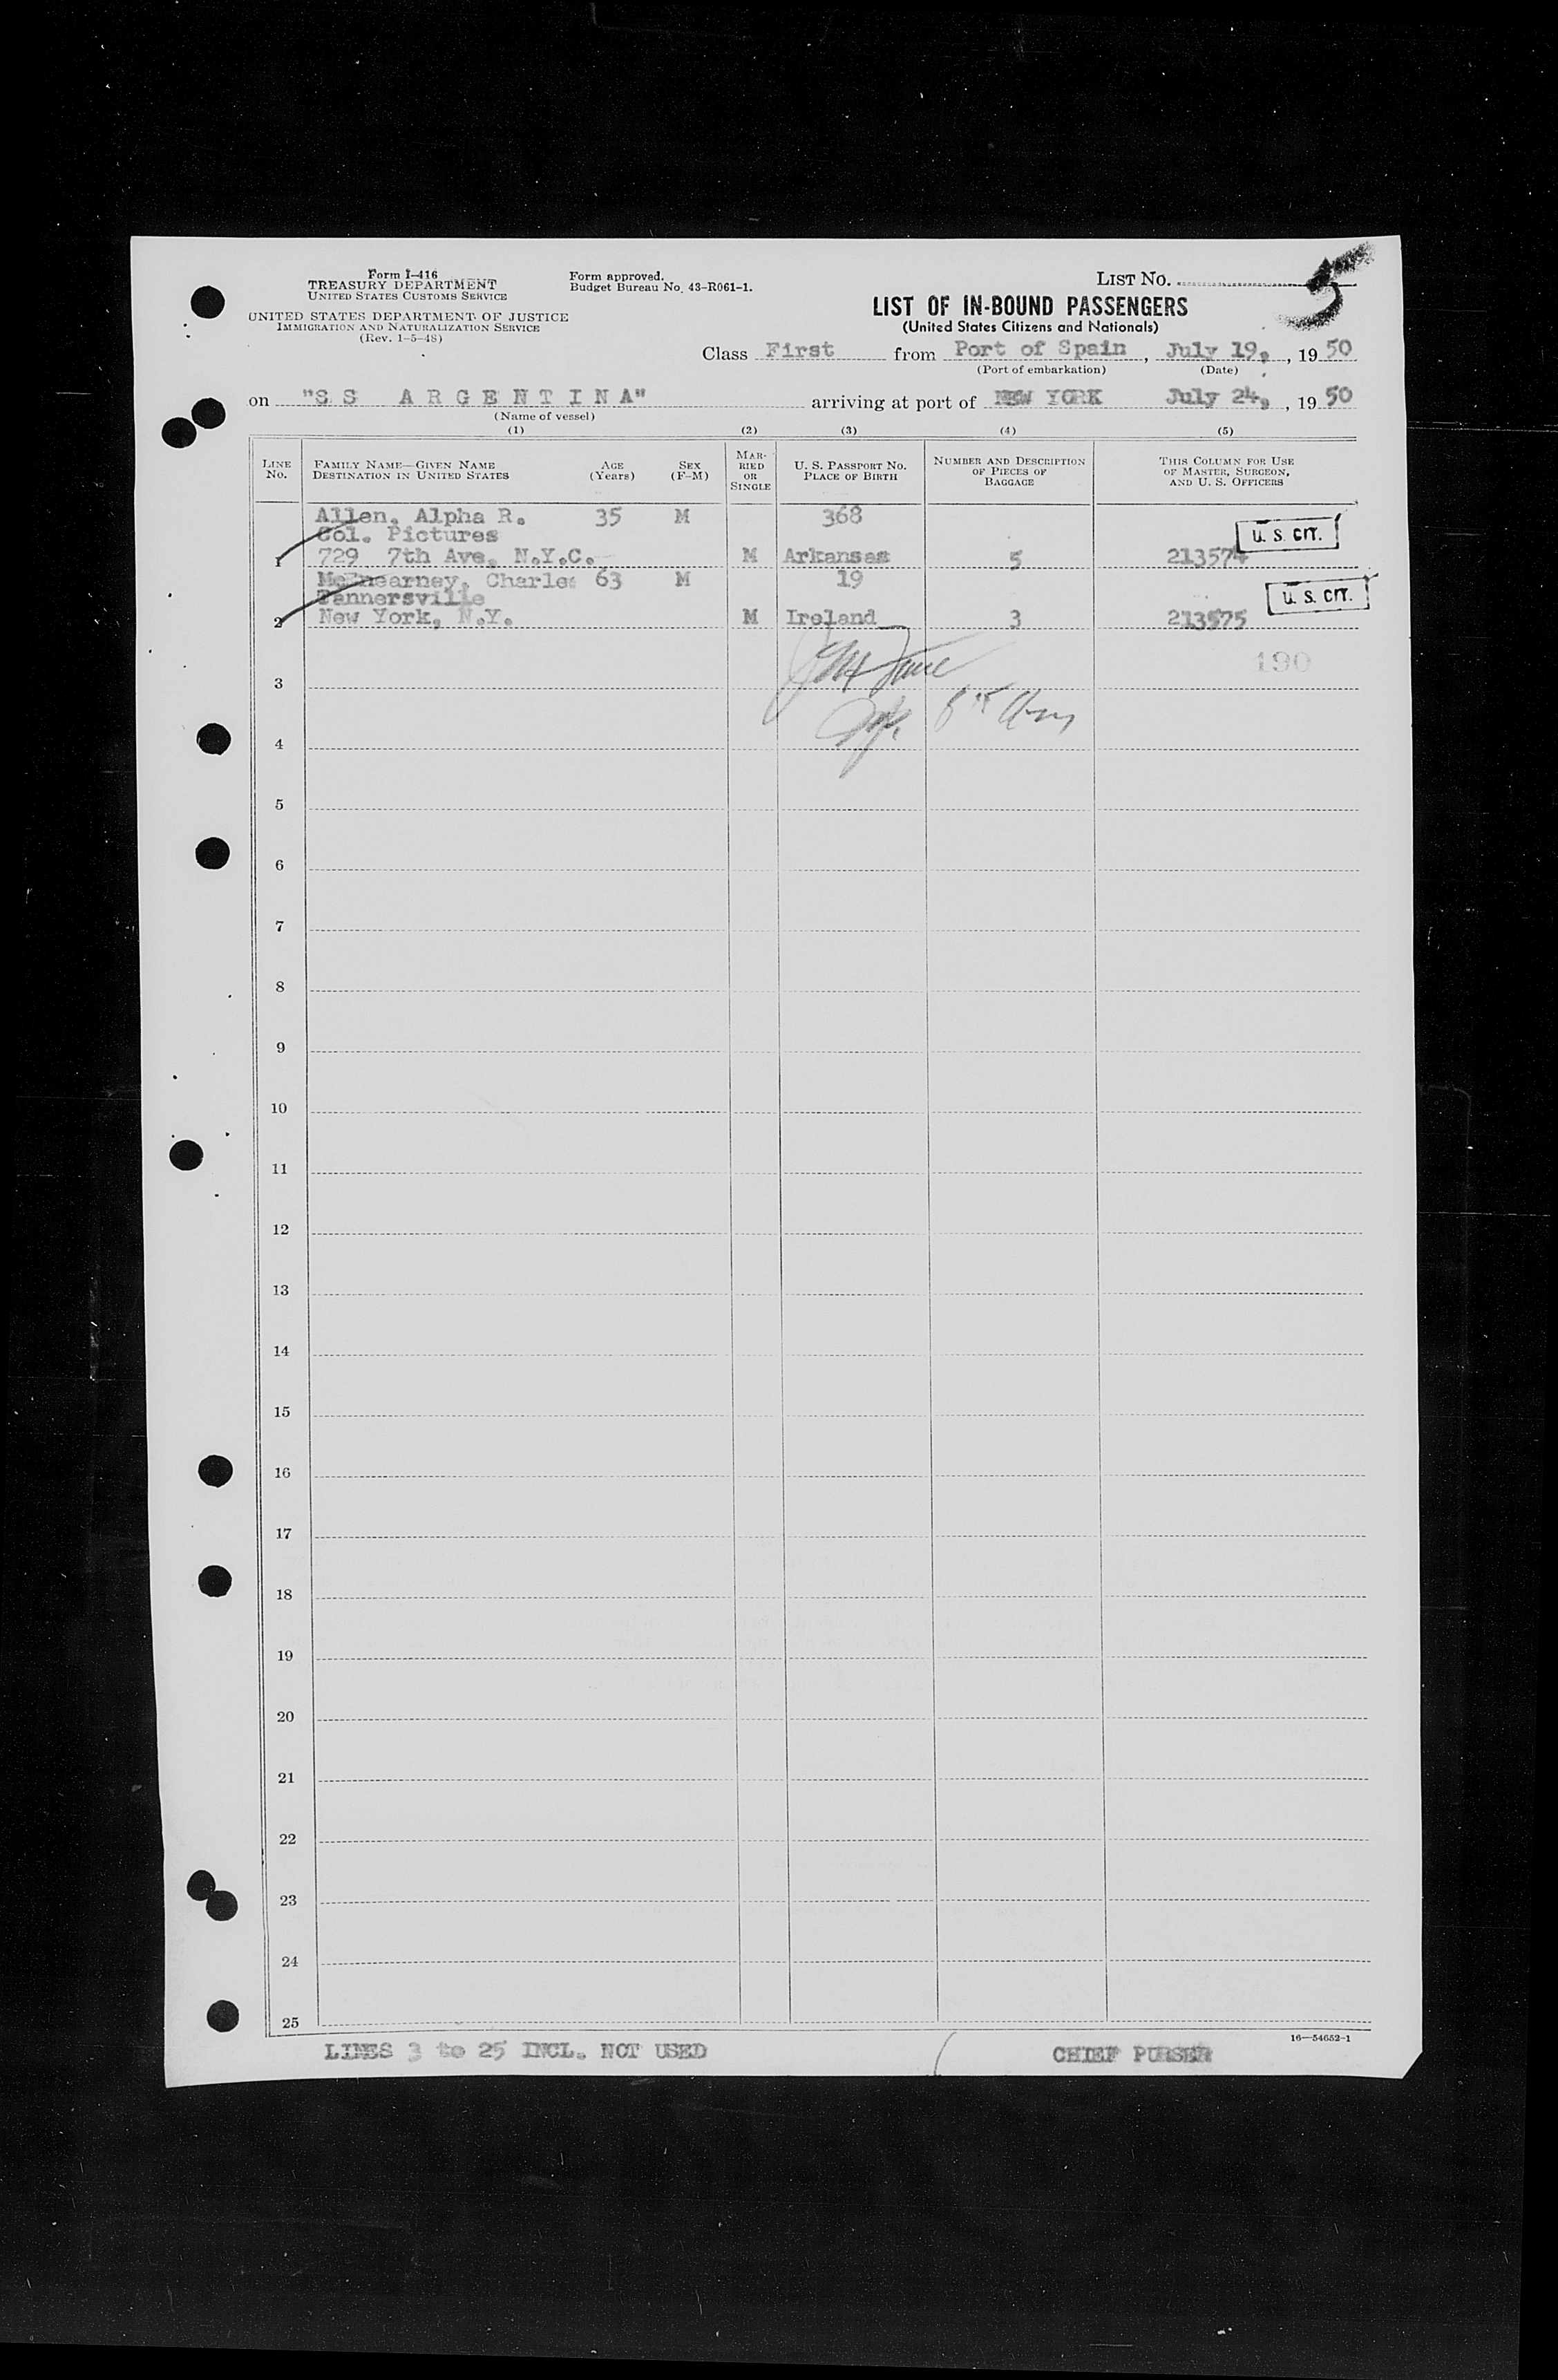 Form I-416
TREASURY DEPARTMENT
UNITED STATES CUSTOMS SERVICE
UNITED STATES DEPARTMENT OF JUSTICE
IMMIGRATION AND NATURALIZATION SERVICE
(Rev. 1-5-48)
Form approved.
Budget Bureau No. 43-R061-1.
LIST No. 5
LIST OF IN-BOUND PASSENGERS
(United States Citizens and Nationals)
Class First from Port of Spain, July 19, , 1950
(Port of embarkation) (Date)
on "S S ARGENTINA" arriving at port of NEW YORK July 24, , 1950
(Name of vessel)
(1) (2) (3) (4) (5)
LINE No. FAMILY NAME—GIVEN NAME DESTINATION IN UNITED STATES AGE (Years) SEX (F-M) MARRIED OR SINGLE U. S. PASSPORT NO. PLACE OF BIRTH NUMBER AND DESCRIPTION OF PIECES OF BAGGAGE THIS COLUMN FOR USE OF MASTER, SURGEON, AND U. S. OFFICERS
Allen, Alpha R. 35 M 368
Col. Pictures U. S. CIT.
1 729 7th Ave. N.Y.C. M Arkansas 5 213574
McEnearney, Charles 63 M 19
Tannersville U. S. CIT.
2 New York, N.Y. M Ireland 3 213575
190
3
4
5
6
7
8
9
10
11
12
13
14
15
16
17
18
19
20
21
22
23
24
25
16—54652-1
LINES 3 to 25 INCL. NOT USED CHIEF PURSER